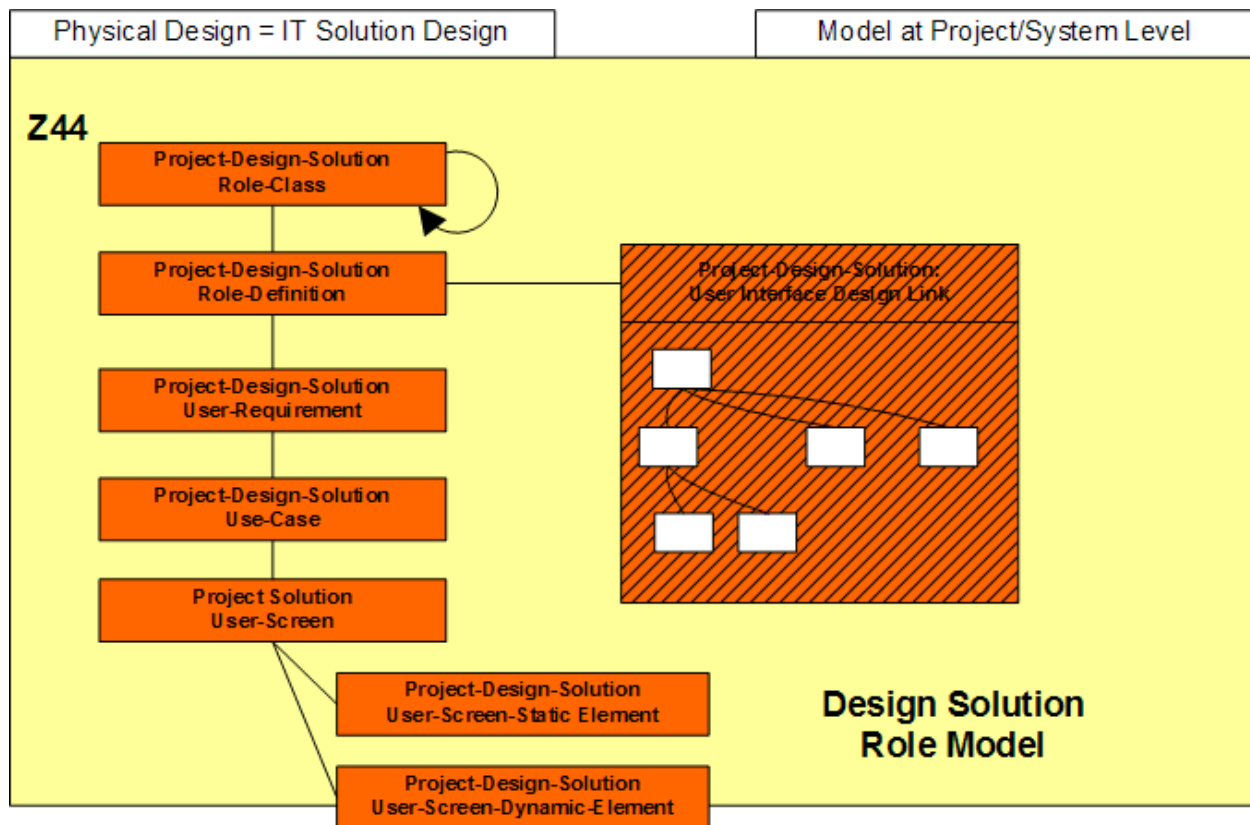 Physical Design = IT Solution Design
Model at Project/System Level
Z44
Project-Design-Solution
Role-Class
Project-Design-Solution
Role-Definition
Project-Design-Solution:
User Interface Design Link
Project-Design-Solution
User-Requirement
Project-Design-Solution
Use-Case
Project Solution
User-Screen
Project-Design-Solution
User-Screen-Static Element
Design Solution
Role Model
Project-Design-Solution
User-Screen-Dynamic-Element